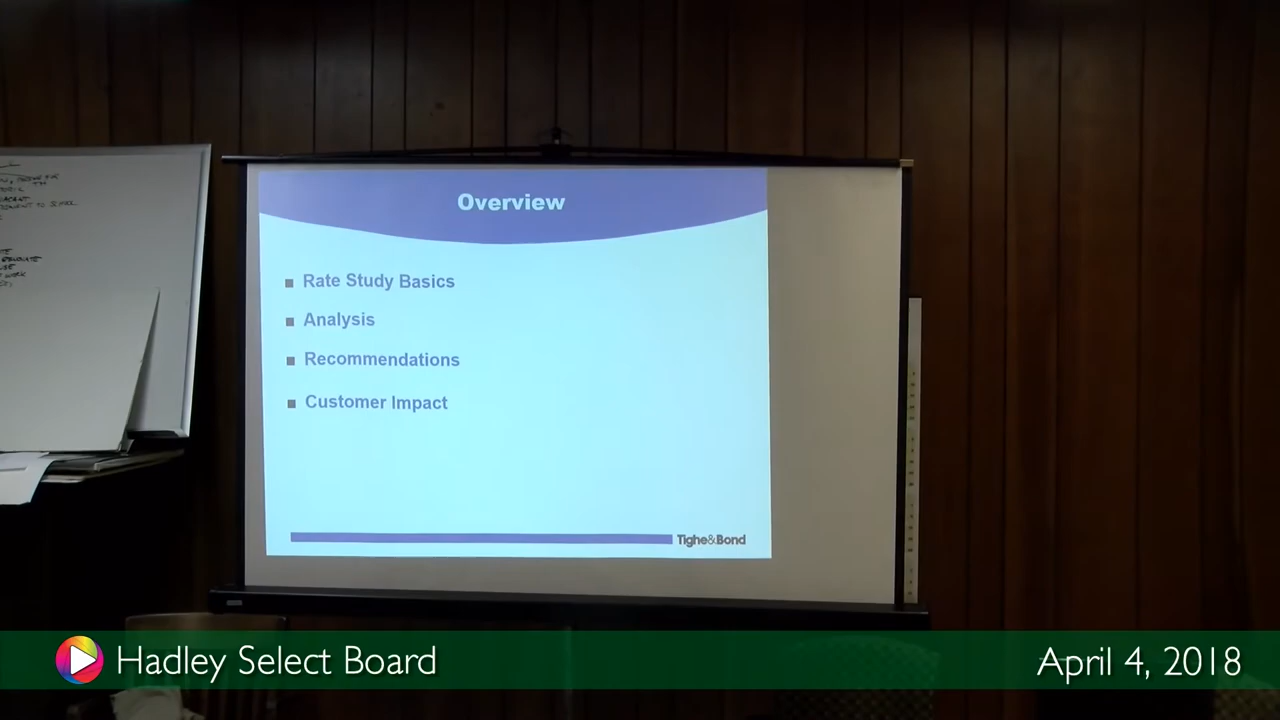 Overview
Rate Study Basics
Analysis
Recommendations
Customer Impact
Tighe&Bond
Hadley Select Board
April 4, 2018